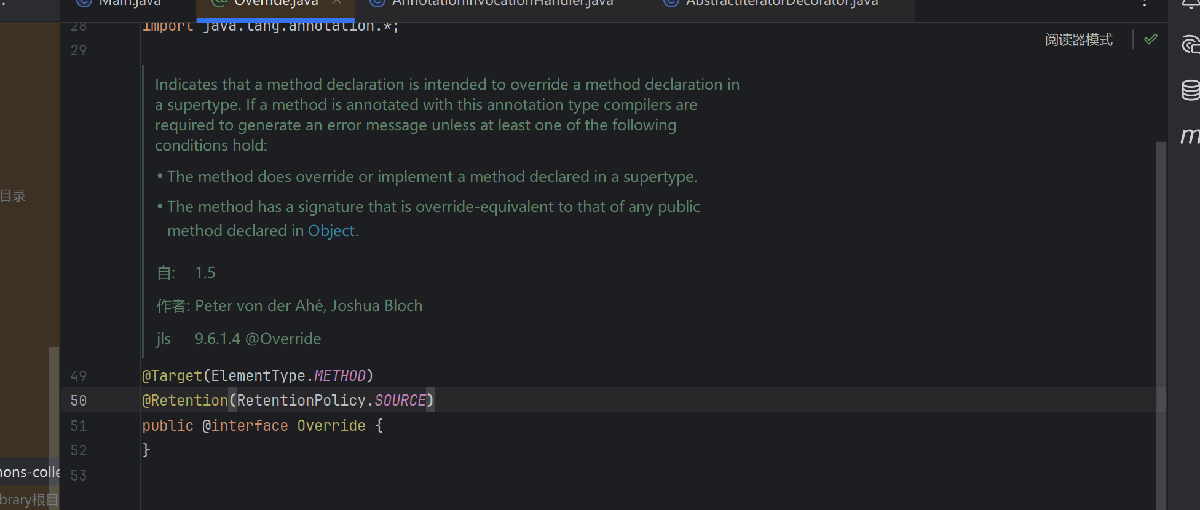 Main.java Override.java AnnotationInvocationHandler.java AbstractIteratorDecorator.java
28 import java.lang.annotation.*;
29
阅读器模式
Indicates that a method declaration is intended to override a method declaration in
a supertype. If a method is annotated with this annotation type compilers are
required to generate an error message unless at least one of the following
conditions hold:
• The method does override or implement a method declared in a supertype.
• The method has a signature that is override-equivalent to that of any public
method declared in Object.
目录
自: 1.5
作者: Peter von der Ahé, Joshua Bloch
jls 9.6.1.4 @Override
49 @Target(ElementType.METHOD)
50 @Retention(RetentionPolicy.SOURCE)
51 public @interface Override {
52 }
53
nons-colle
brary根目
m